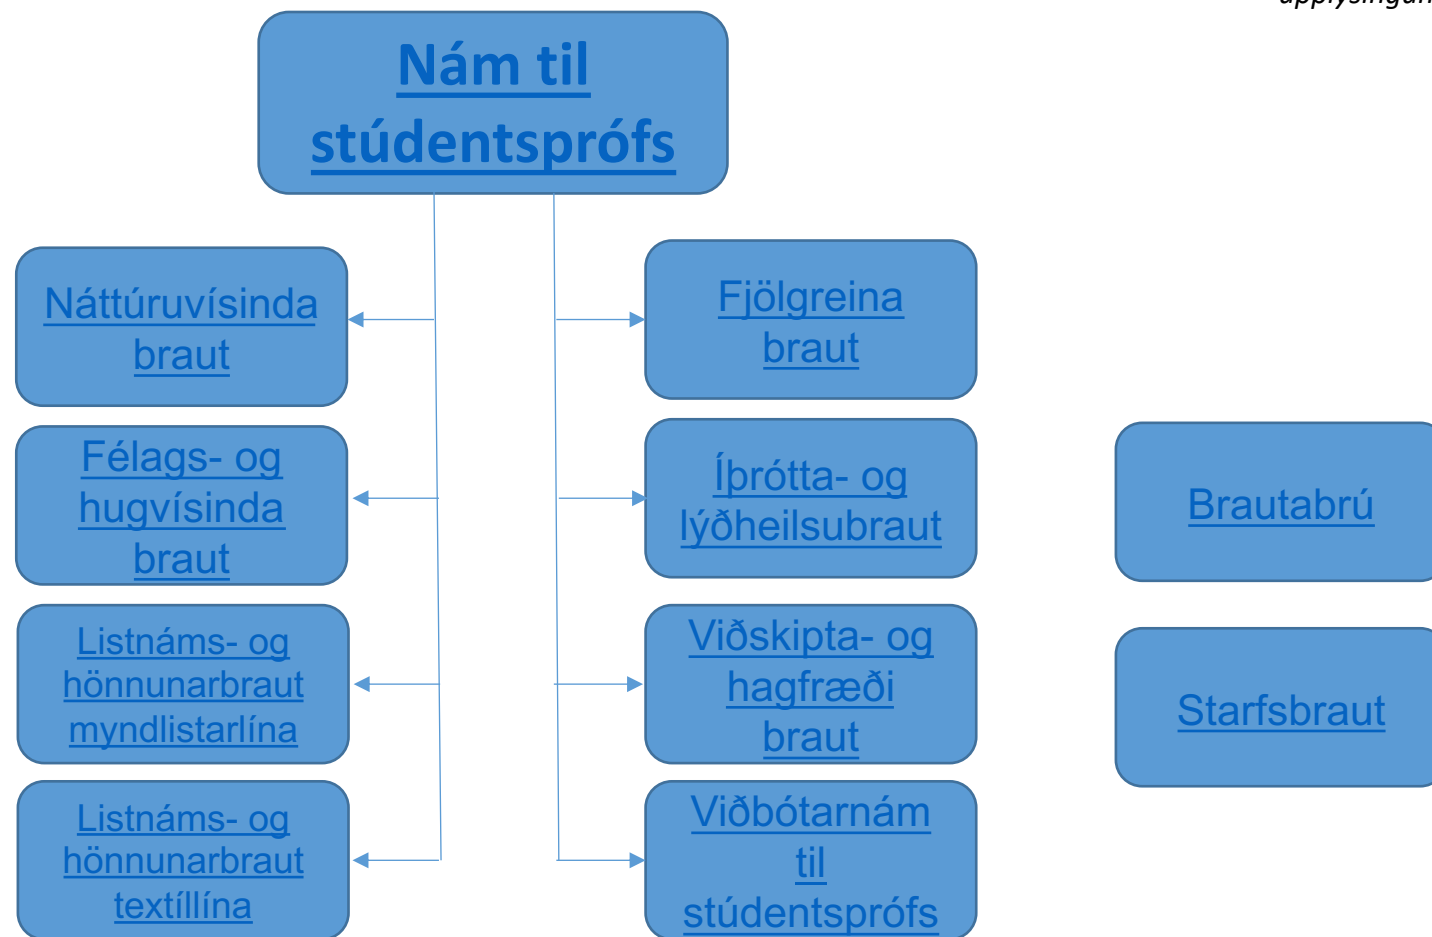 Nám til
stúdentsprófs
Náttúruvísinda
braut
Fjölgreina
braut
Félags- og
hugvísinda
braut
Íþrótta- og
lýðheilsubraut
Brautabrú
Listnáms- og
hönnunarbraut
myndlistarlína
Viðskipta- og
hagfræði
braut
Starfsbraut
Listnáms- og
hönnunarbraut
textíllína
Viðbótarnám
til
stúdentsprófs